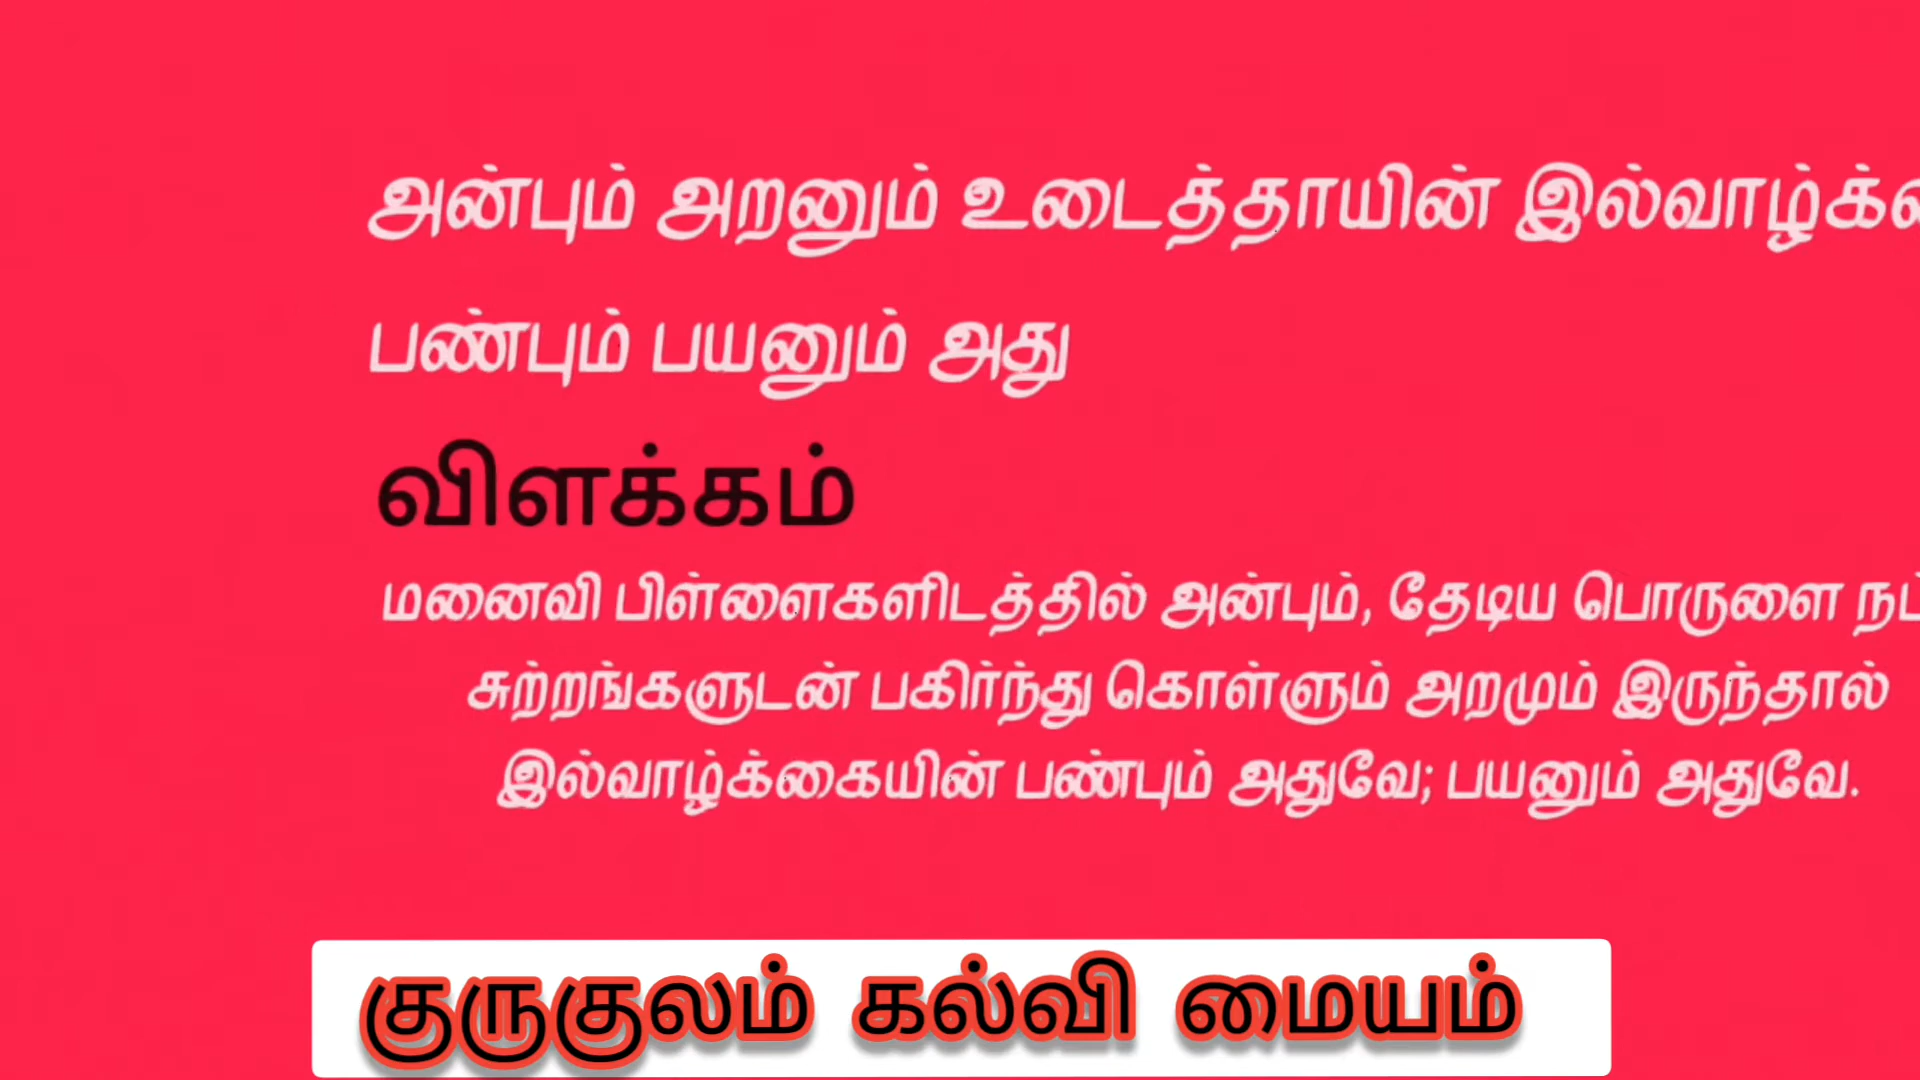 அன்பும் அறனும் உடைத்தாயின்
பண்பும் பயனும் அது
விளக்கம்
மனைவி பிள்ளைகளிடத்தில் அன்பும், தேடிய பொருளை
சுற்றங்களுடன் பகிர்ந்து கொள்ளும் அறமும் இருந்தால்
இல்வாழ்க்கையின் பண்பும் அதுவே; பயனும் அதுவே.
குருகுலம் கல்வி மையம்